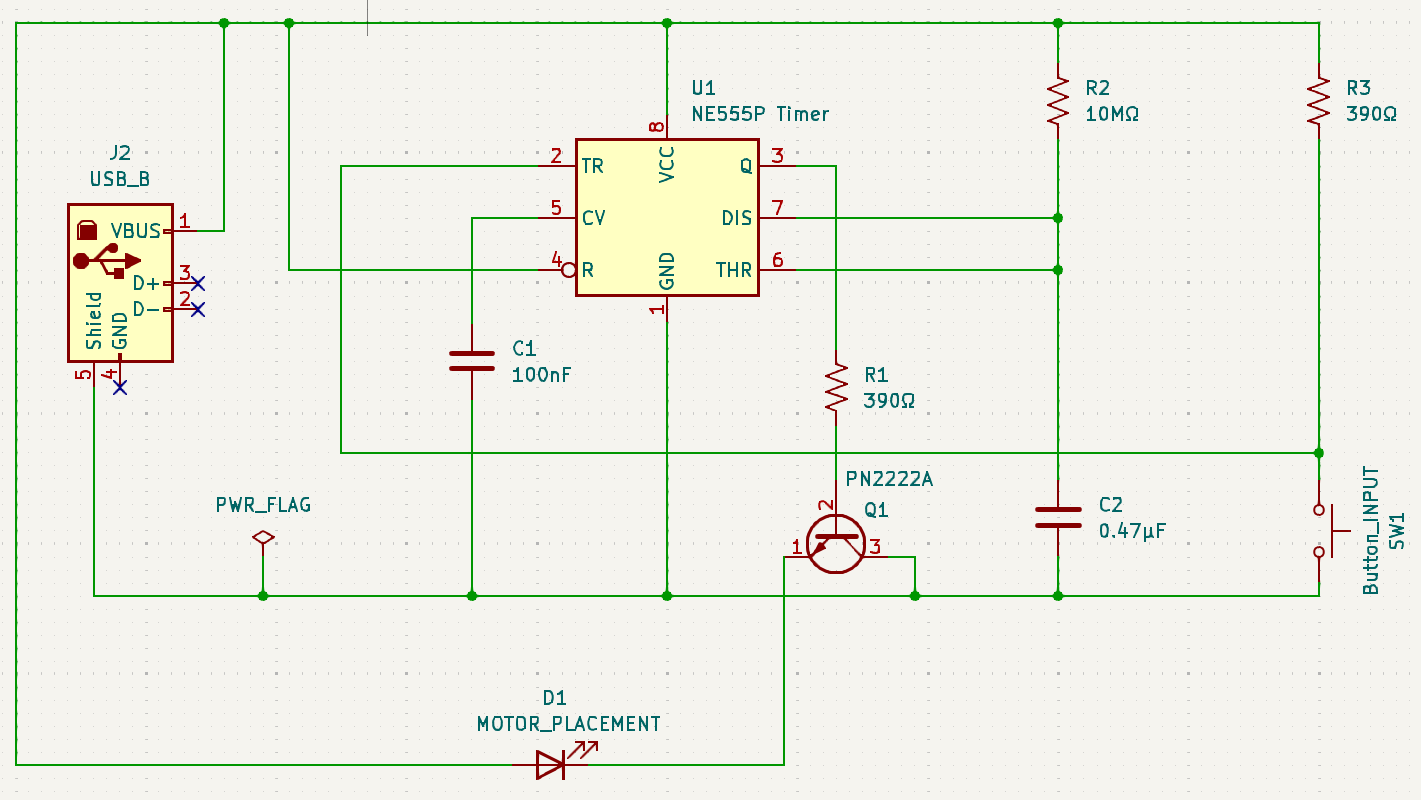 U1
NE555P Timer
R2
10MΩ
R3
390Ω
J2
USB_B
8
2
TR
VCC
Q
3
5
CV
DIS
7
4
R
GND
THR
6
1
VBUS
1
D+
3
D-
2
Shield
GND
5
4
C1
100nF
R1
390Ω
PWR_FLAG
PN2222A
Q1
2
1
3
C2
0.47µF
Button_INPUT
SW1
D1
MOTOR_PLACEMENT